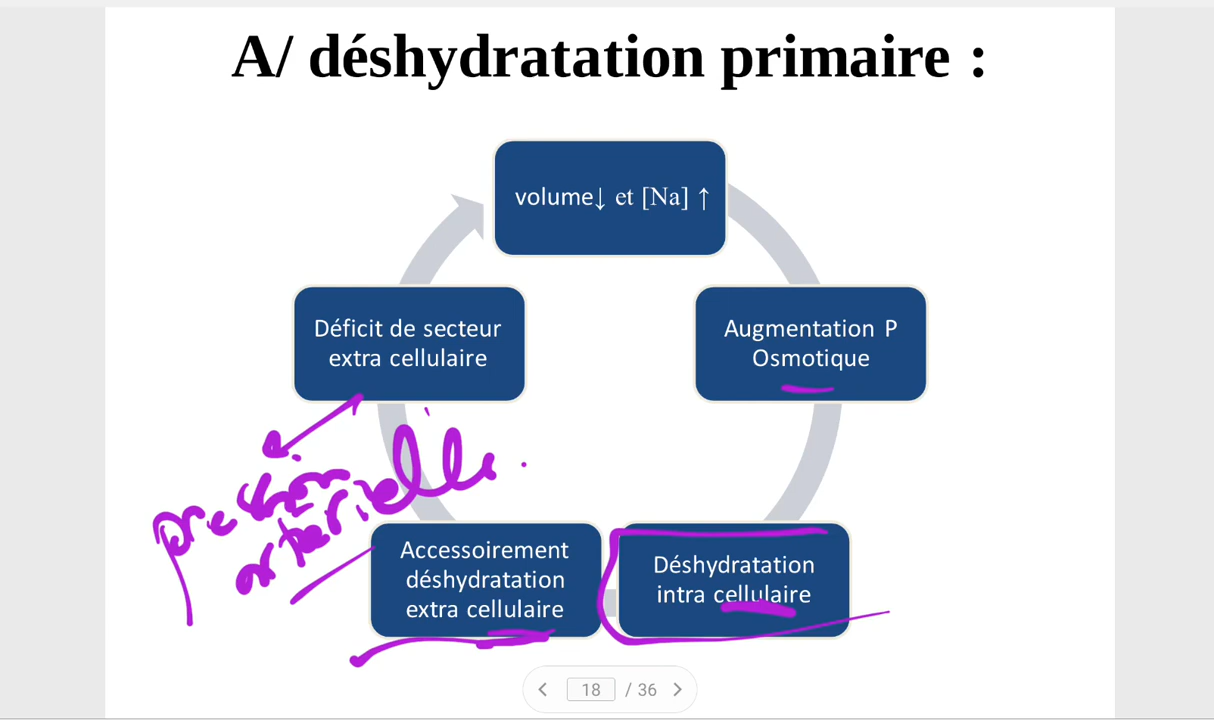 A/ déshydratation primaire :
volume↓ et [Na] ↑
Augmentation P
Osmotique
Déshydratation
intra cellulaire
Accessoirement
déshydratation
extra cellulaire
Déficit de secteur
extra cellulaire
pression
arterielle
18 / 36